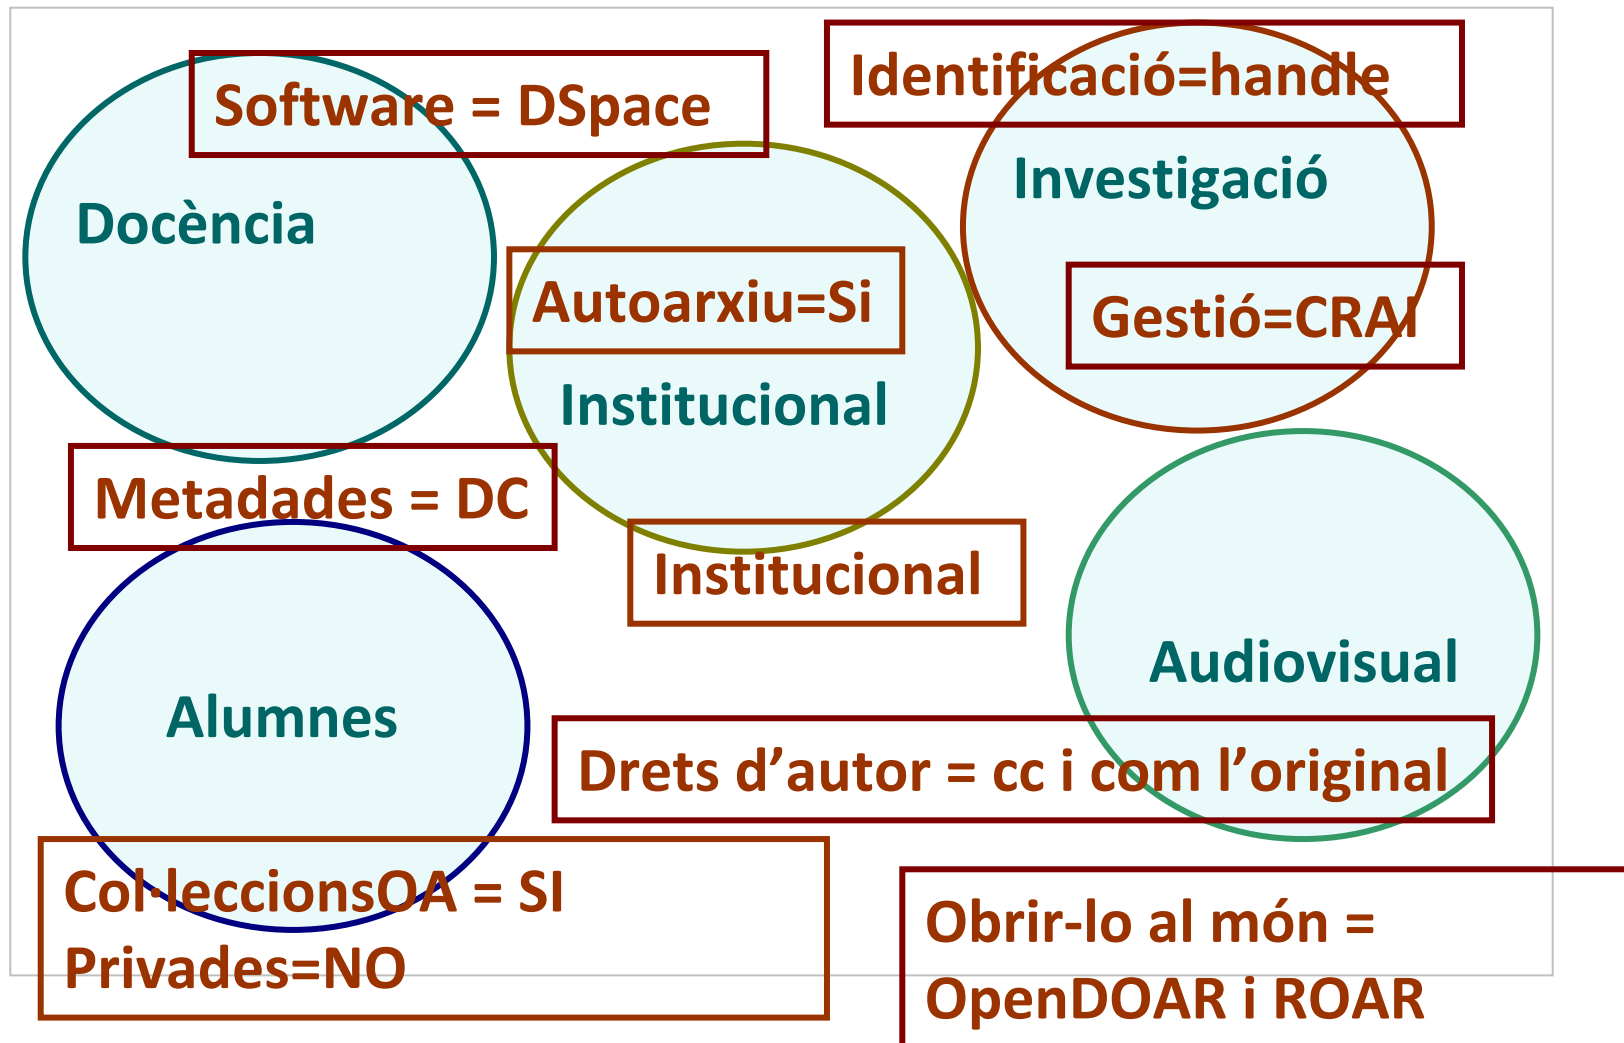 Software = DSpace
Identificació=handle
Docència
Investigació
Autoarxiu=Si
Gestió=CRAI
Institucional
Metadades = DC
Institucional
Audiovisual
Alumnes
Drets d’autor = cc i com l’original
Col·leccionsOA = SI
Privades=NO
Obrir-lo al món =
OpenDOAR i ROAR